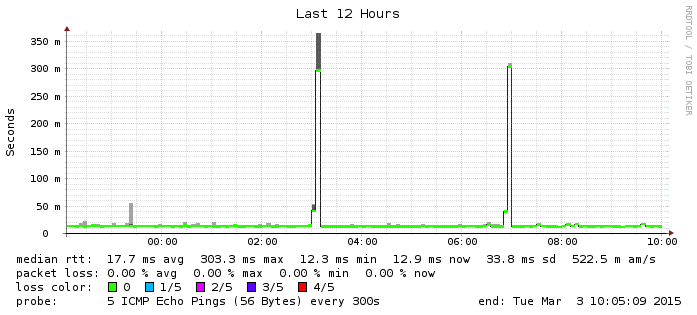 Last 12 Hours
RRDTOOL / TOBI OETIKER
Seconds
350 m
300 m
250 m
200 m
150 m
100 m
50 m
0
00:00 02:00 04:00 06:00 08:00 10:00
median rtt: 17.7 ms avg 303.3 ms max 12.3 ms min 12.9 ms now 33.8 ms sd 522.5 m am/s
packet loss: 0.00 % avg 0.00 % max 0.00 % min 0.00 % now
loss color: 0 1/5 2/5 3/5 4/5
probe: 5 ICMP Echo Pings (56 Bytes) every 300s end: Tue Mar 3 10:05:09 2015